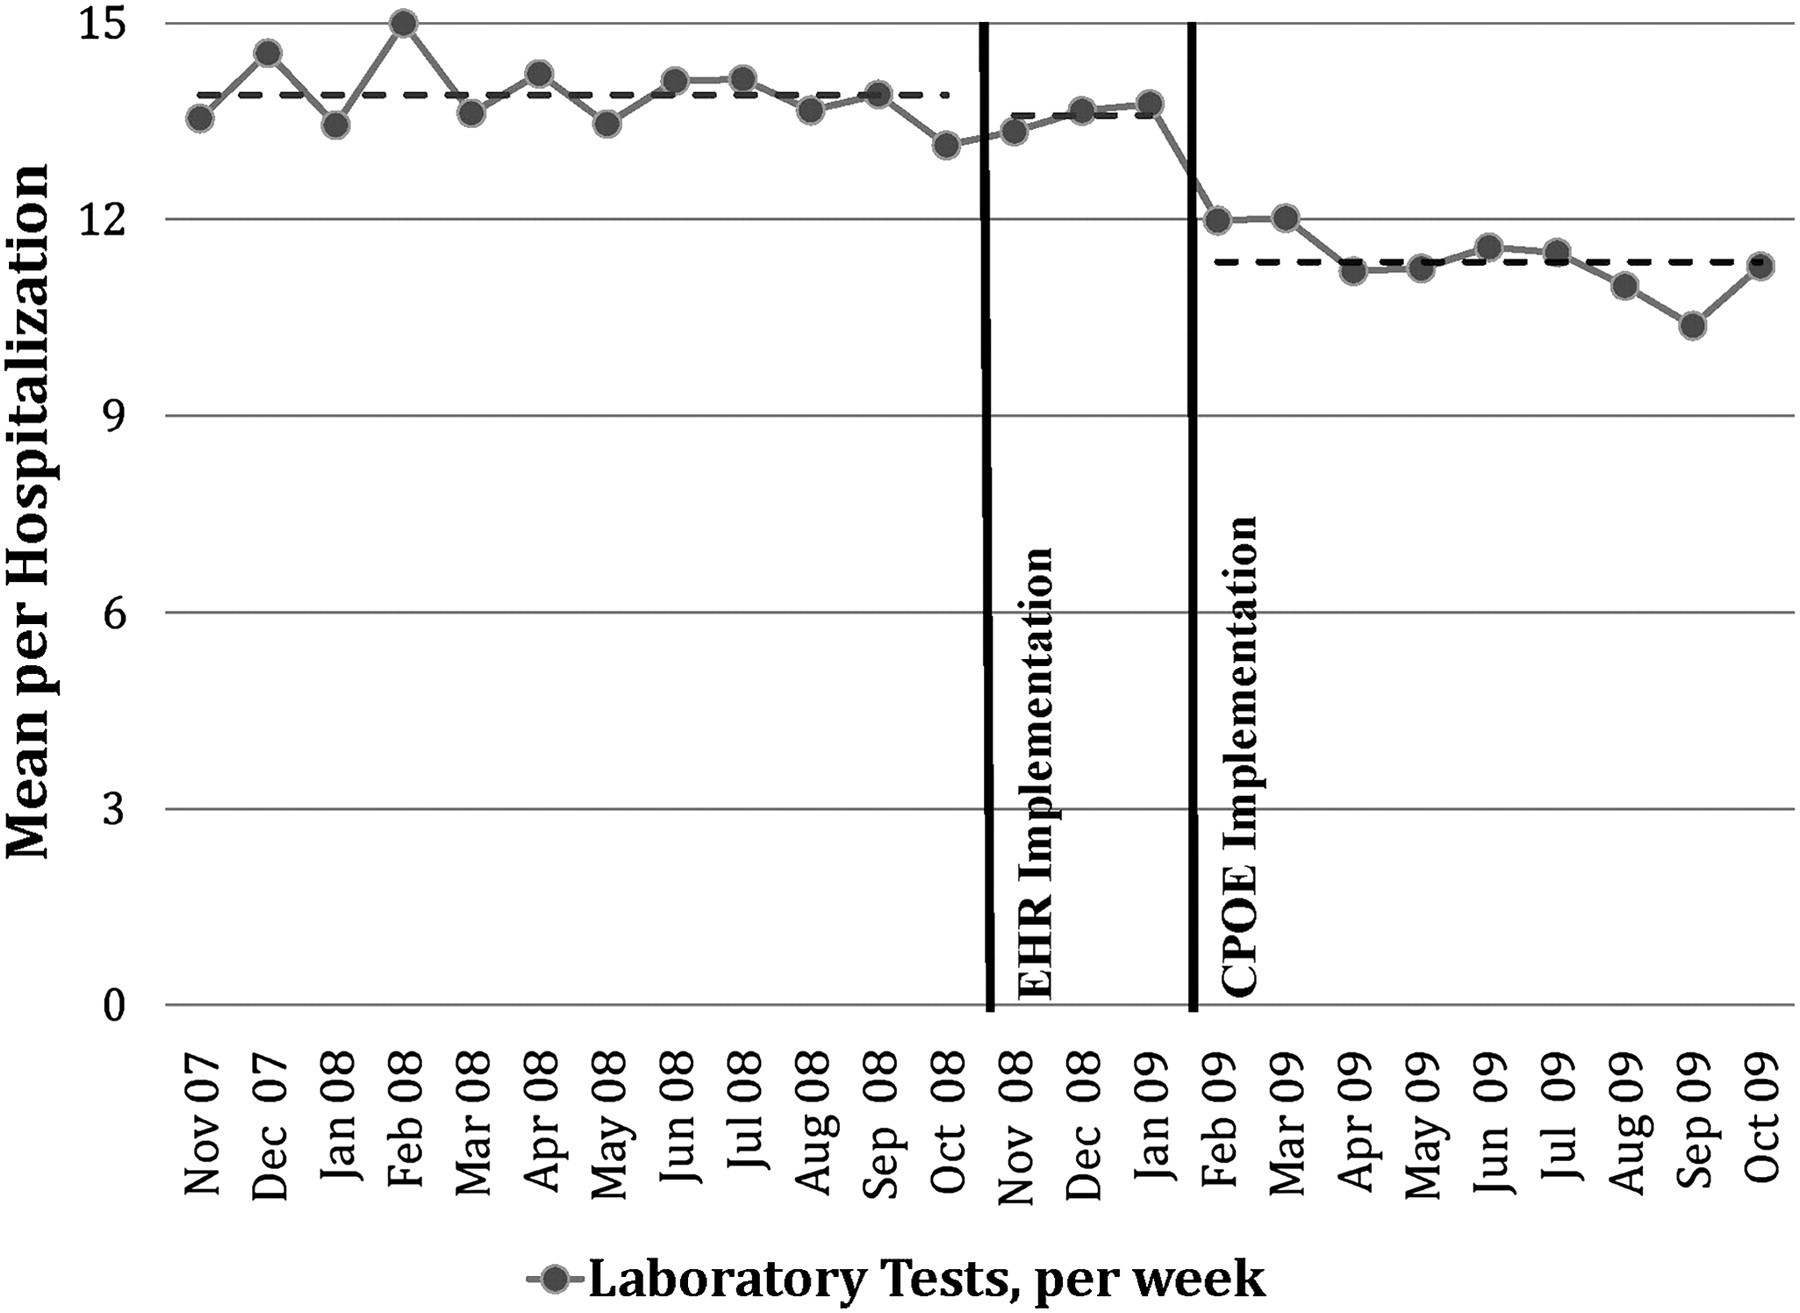 Mean per Hospitalization
15
12
9
6
3
0
EHR Implementation
CPOE Implementation
Nov 07
Dec 07
Jan 08
Feb 08
Mar 08
Apr 08
May 08
Jun 08
Jul 08
Aug 08
Sep 08
Oct 08
Nov 08
Dec 08
Jan 09
Feb 09
Mar 09
Apr 09
May 09
Jun 09
Jul 09
Aug 09
Sep 09
Oct 09
Laboratory Tests, per week